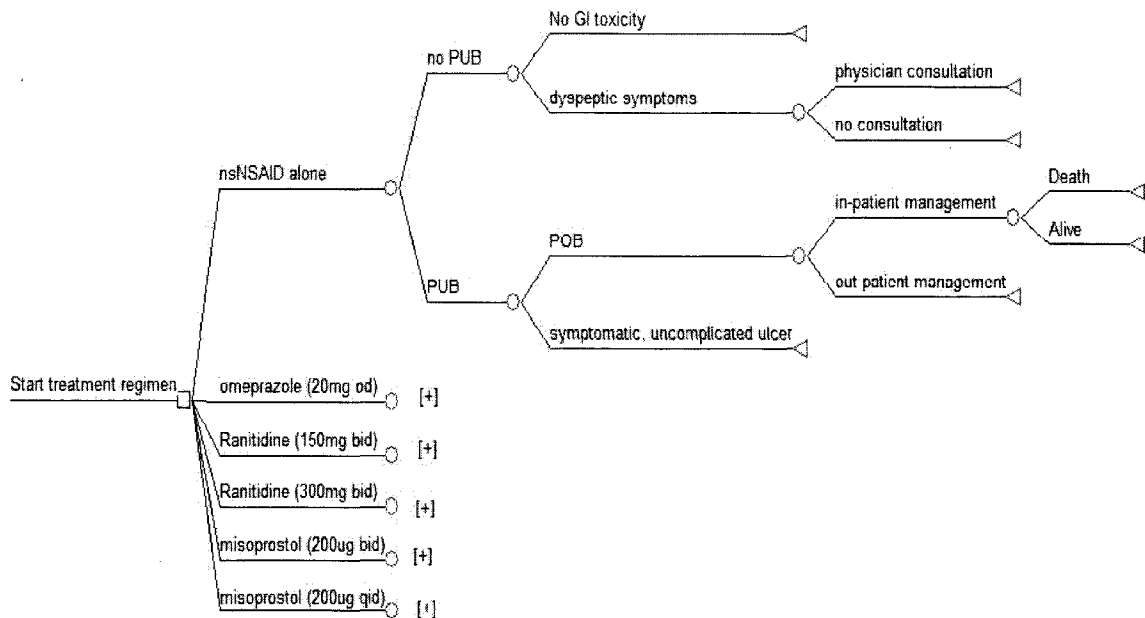 No GI toxicity
no PUB
physician consultation
dyspeptic symptoms
no consultation
nsNSAID alone
Death
in-patient management
Alive
POB
PUB
out patient management
symptomatic, uncomplicated ulcer
Start treatment regimen
omeprazole (20mg od) [+]
Ranitidine (150mg bid) [+]
Ranitidine (300mg bid) [+]
misoprostol (200ug bid) [+]
misoprostol (200ug qid) [+]